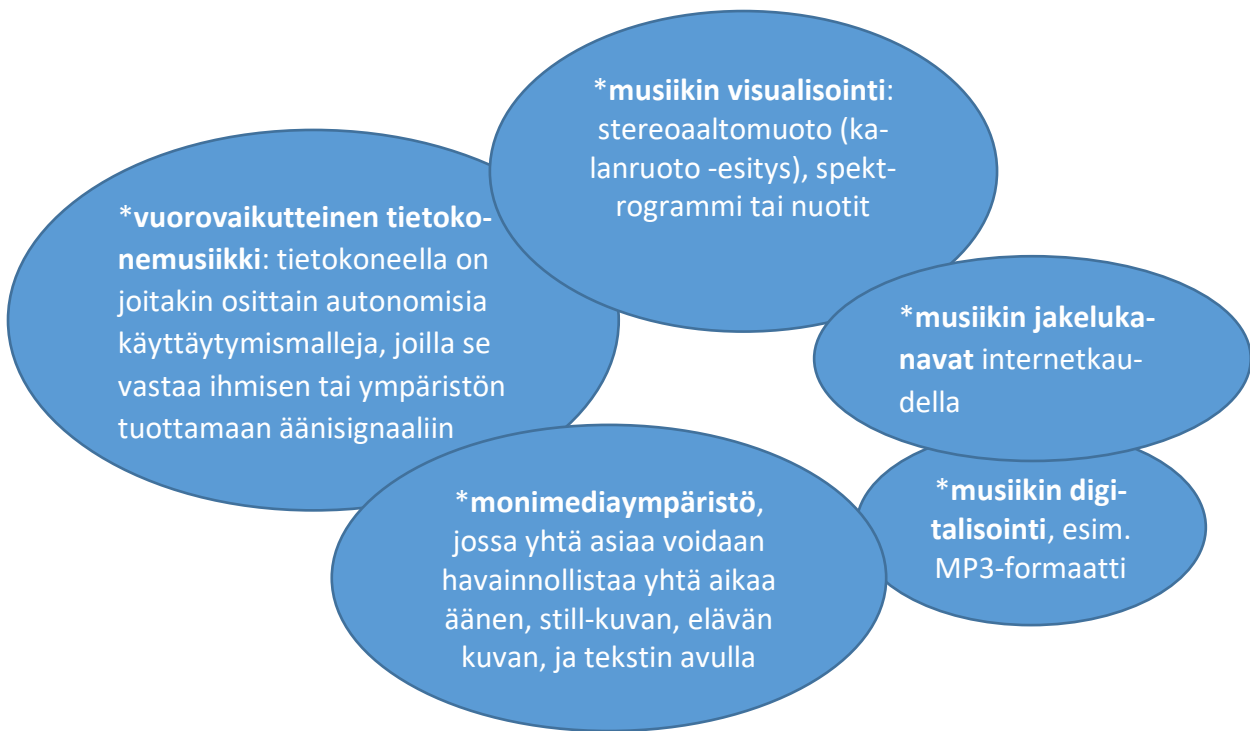 *musiikin visualisointi:
stereoaaltomuoto (ka-
lanruoto -esitys), spekt-
rogrammi tai nuotit
*vuorovaikutteinen tietoko-
nemusiikki: tietokoneella on
joitakin osittain autonomisia
käyttäytymismalleja, joilla se
vastaa ihmisen tai ympäristön
tuottamaan äänisignaaliin
*musiikin jakeluka-
navat internetkau-
della
*monimediaympäristö,
jossa yhtä asiaa voidaan
havainnollistaa yhtä aikaa
äänen, still-kuvan, elävän
kuvan, ja tekstin avulla
*musiikin digi-
talisointi, esim.
MP3-formaatti